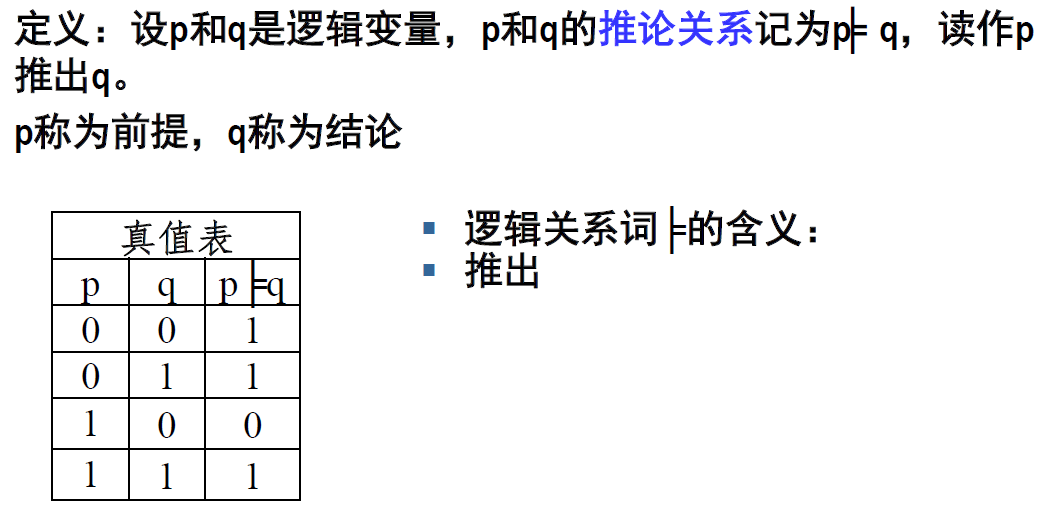 定义：设p和q是逻辑变量，p和q的推论关系记为p╞ q，读作p
推出q。
p称为前提，q称为结论
真值表
p q p╞q
0 0 1
0 1 1
1 0 0
1 1 1
▪ 逻辑关系词╞的含义：
▪ 推出